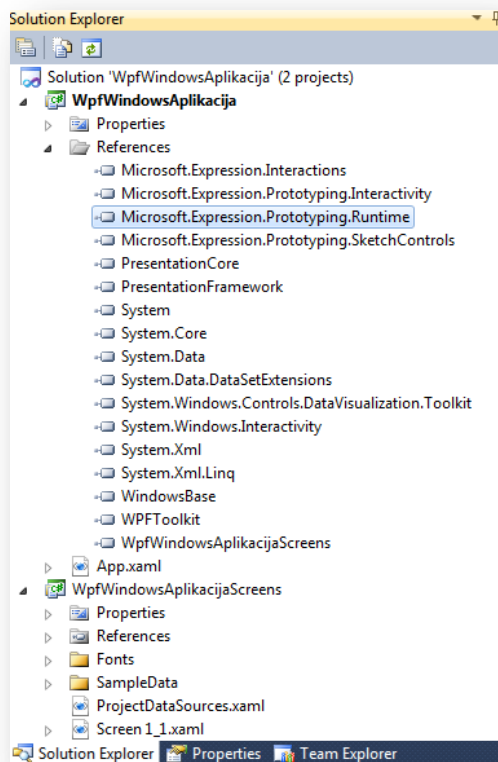 Solution Explorer
Solution 'WpfWindowsAplikacija' (2 projects)
WpfWindowsAplikacija
Properties
References
Microsoft.Expression.Interactions
Microsoft.Expression.Prototyping.Interactivity
Microsoft.Expression.Prototyping.Runtime
Microsoft.Expression.Prototyping.SketchControls
PresentationCore
PresentationFramework
System
System.Core
System.Data
System.Data.DataSetExtensions
System.Windows.Controls.DataVisualization.Toolkit
System.Windows.Interactivity
System.Xml
System.Xml.Linq
WindowsBase
WPFToolkit
WpfWindowsAplikacijaScreens
App.xaml
WpfWindowsAplikacijaScreens
Properties
References
Fonts
SampleData
ProjectDataSources.xaml
Screen 1_1.xaml
Solution Explorer Properties Team Explorer